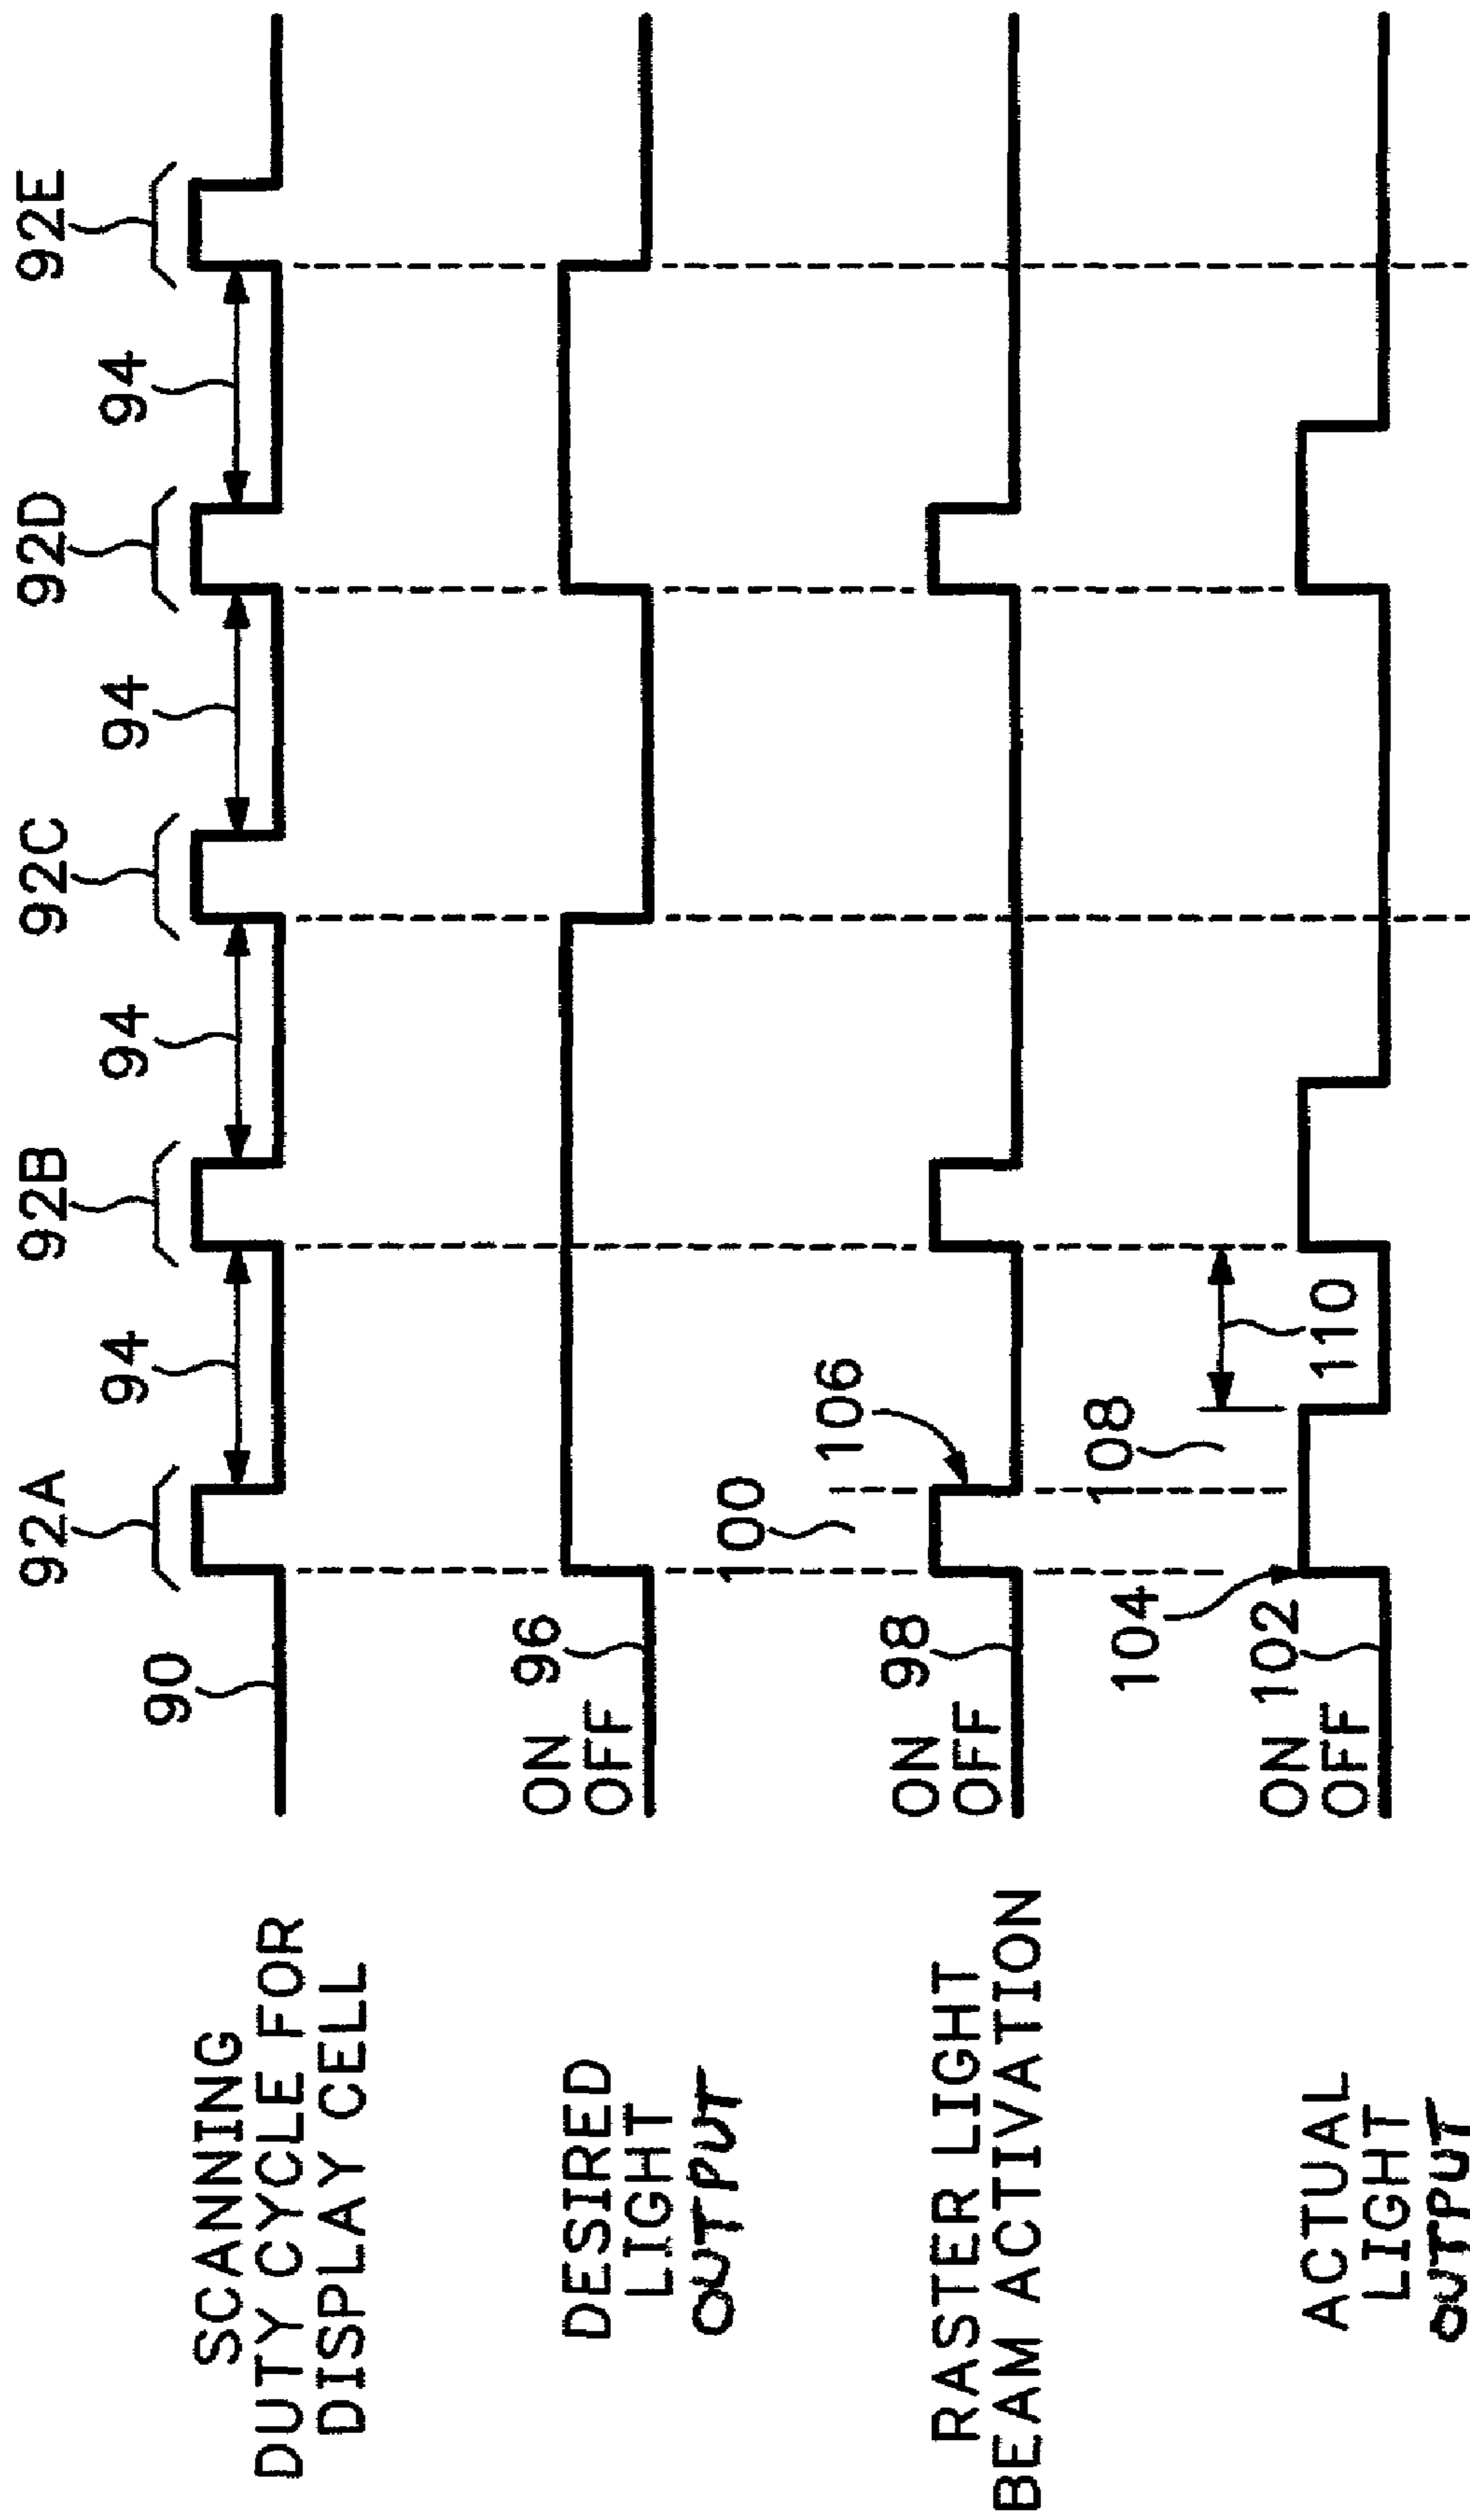 92A 92B 92C 92D 92E
90 94 94 94 94
SCANNING
DUTY CYCLE FOR
DISPLAY CELL
ON 96
OFF
DESIRED
LIGHT
OUTPUT
100 106
ON 98
OFF
RASTER LIGHT
BEAM ACTIVATION
104 108
ON 102 110
OFF
ACTUAL
LIGHT
OUTPUT